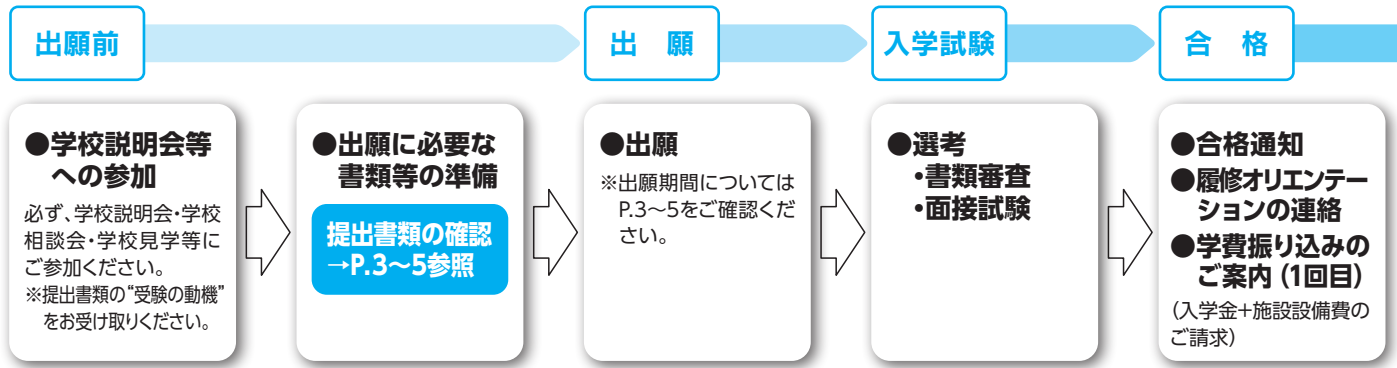 出願前
出　願
入学試験
合　格
●学校説明会等
への参加
必ず、学校説明会・学校
相談会・学校見学等に
ご参加ください。
※提出書類の“受験の動機”
をお受け取りください。
●出願に必要な
書類等の準備
提出書類の確認
→P.3〜5参照
●出願
※出願期間については
P.3〜5をご確認くだ
さい。
●選考
・書類審査
・面接試験
●合格通知
●履修オリエンテー
ションの連絡
●学費振り込みの
ご案内（1回目）
（入学金+施設設備費の
ご請求）